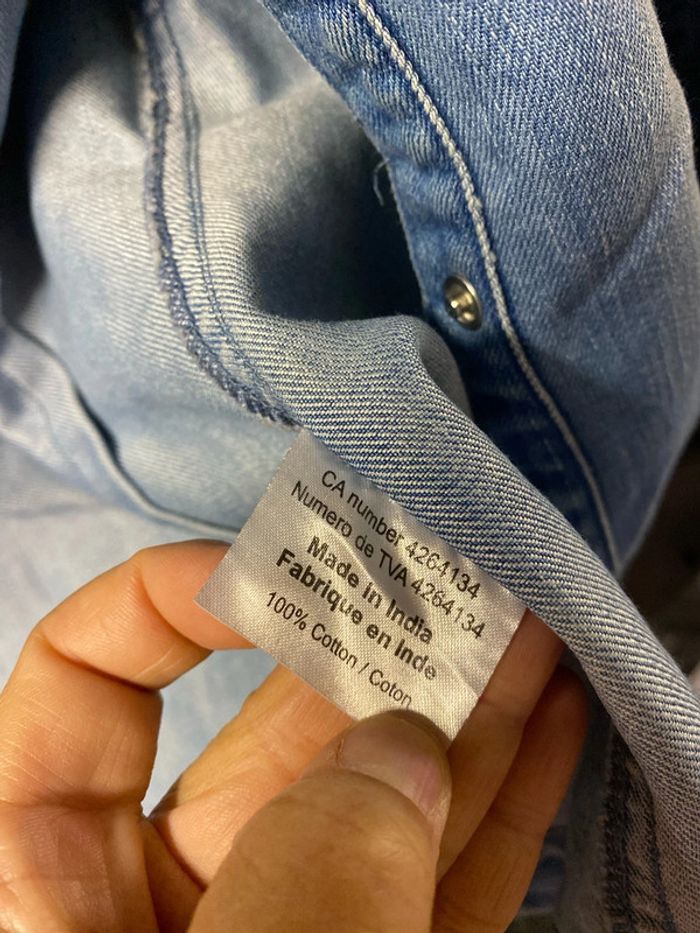 CA number 4264134
Numero de TVA 4264134
Made in India
Fabrique en Inde
100% Cotton / Coton